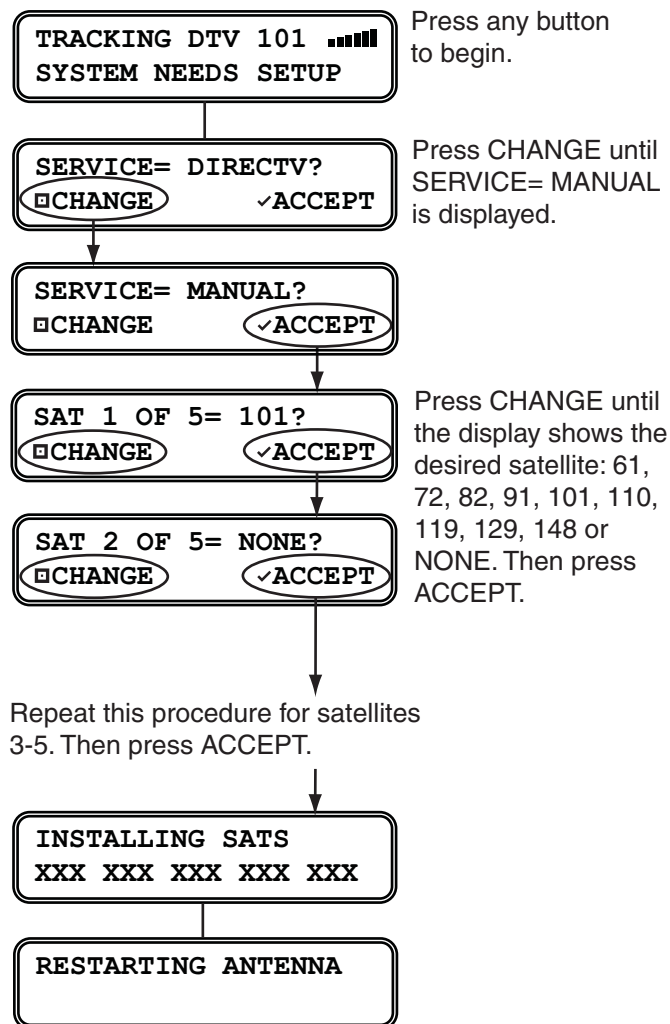 TRACKING DTV 101
SYSTEM NEEDS SETUP
Press any button
to begin.
SERVICE= DIRECTV?
CHANGE ✓ACCEPT
Press CHANGE until
SERVICE= MANUAL
is displayed.
SERVICE= MANUAL?
CHANGE ✓ACCEPT
SAT 1 OF 5= 101?
CHANGE ✓ACCEPT
Press CHANGE until
the display shows the
desired satellite: 61,
72, 82, 91, 101, 110,
119, 129, 148 or
NONE. Then press
ACCEPT.
SAT 2 OF 5= NONE?
CHANGE ✓ACCEPT
Repeat this procedure for satellites
3-5. Then press ACCEPT.
INSTALLING SATS
XXX XXX XXX XXX XXX
RESTARTING ANTENNA